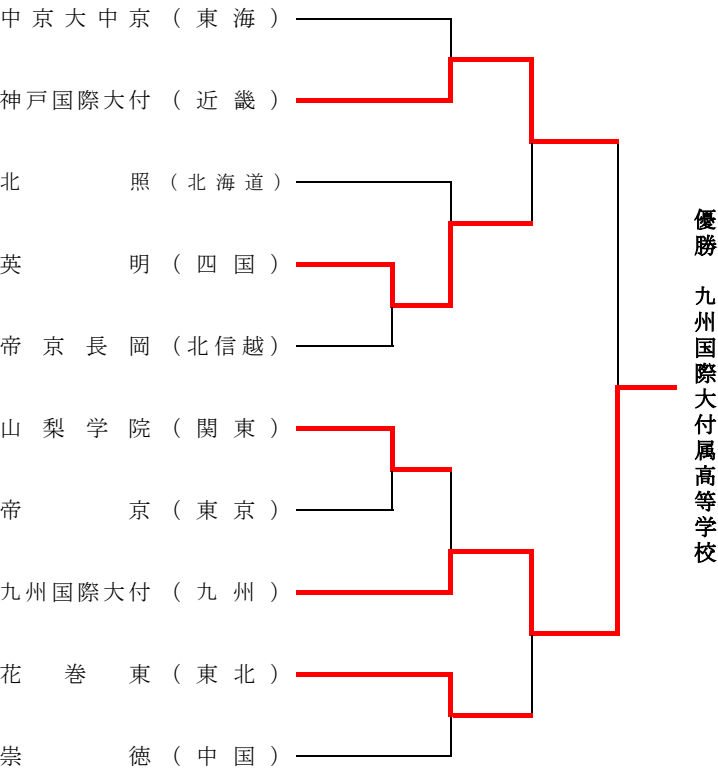 中京大中京（東海）
神戸国際大付（近畿）
北照（北海道）
英明（四国）
帝京長岡（北信越）
山梨学院（関東）
帝京（東京）
九州国際大付（九州）
花巻東（東北）
崇徳（中国）
優勝　九州国際大付属高等学校